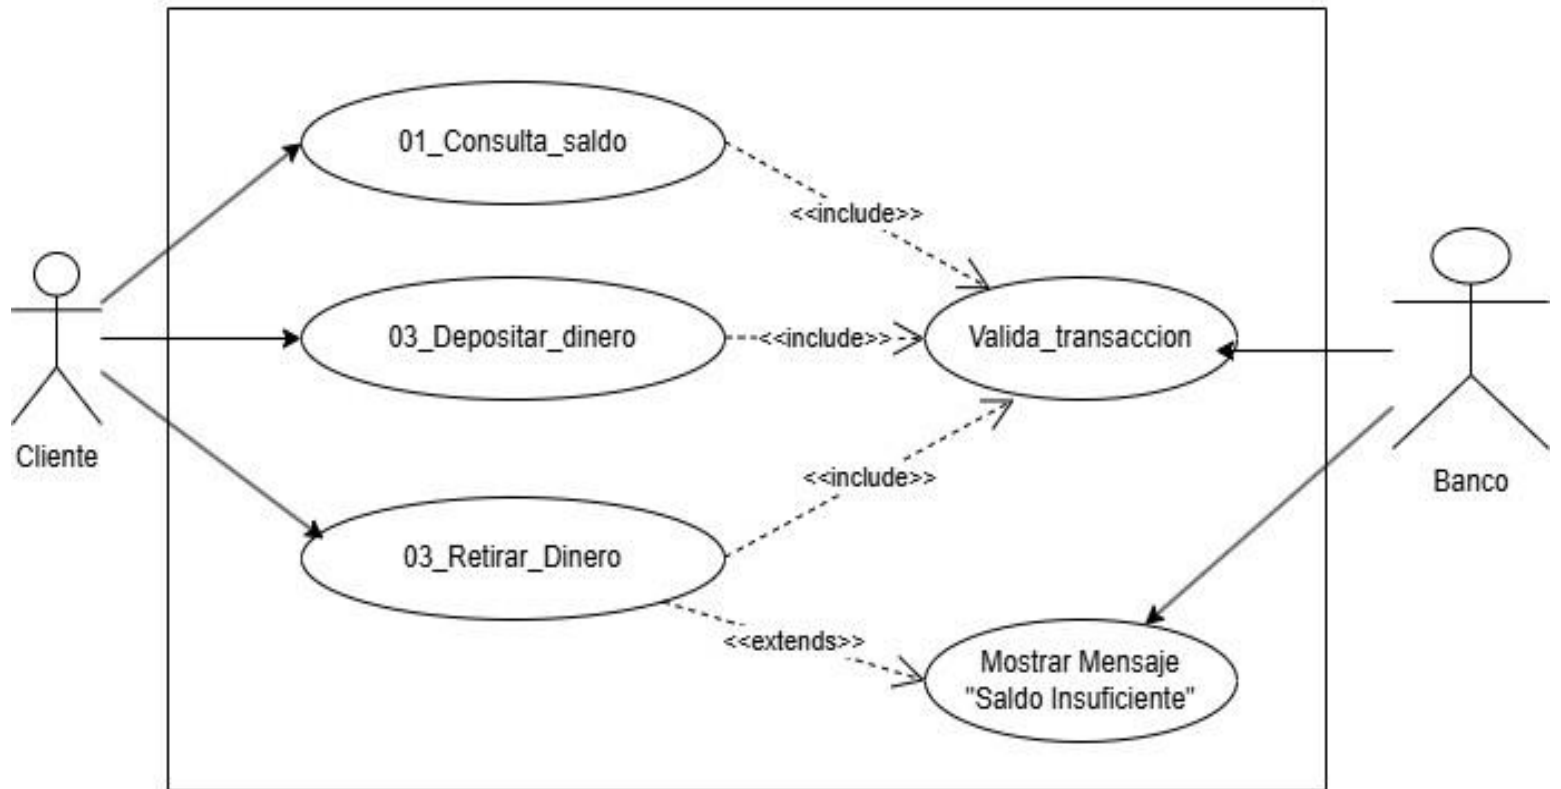 01_Consulta_saldo
<<include>>
03_Depositar_dinero
<<include>>
Valida_transaccion
Cliente
<<include>>
Banco
03_Retirar_Dinero
<<extends>>
Mostrar Mensaje
"Saldo Insuficiente"